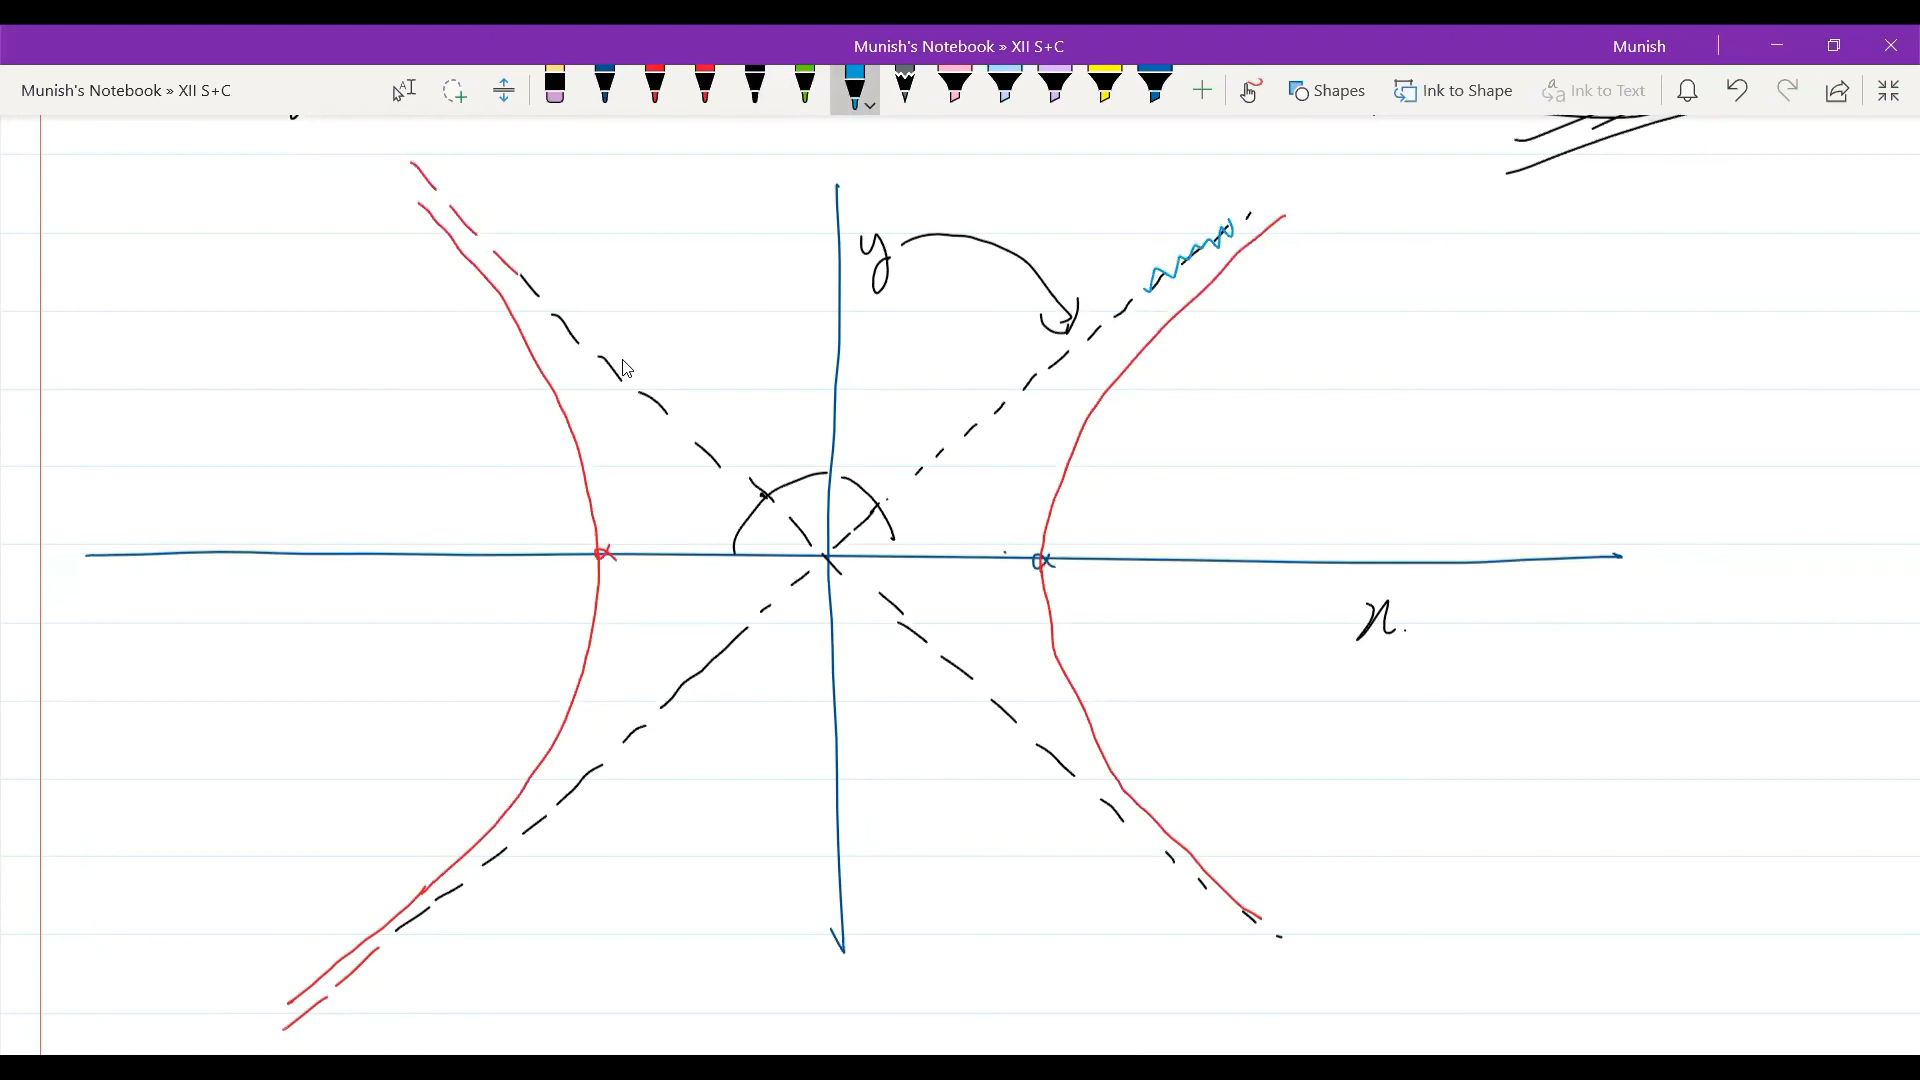 Munish's Notebook » XII S+C
Munish
Munish's Notebook » XII S+C
Shapes
Ink to Shape
Ink to Text
y
x
x.